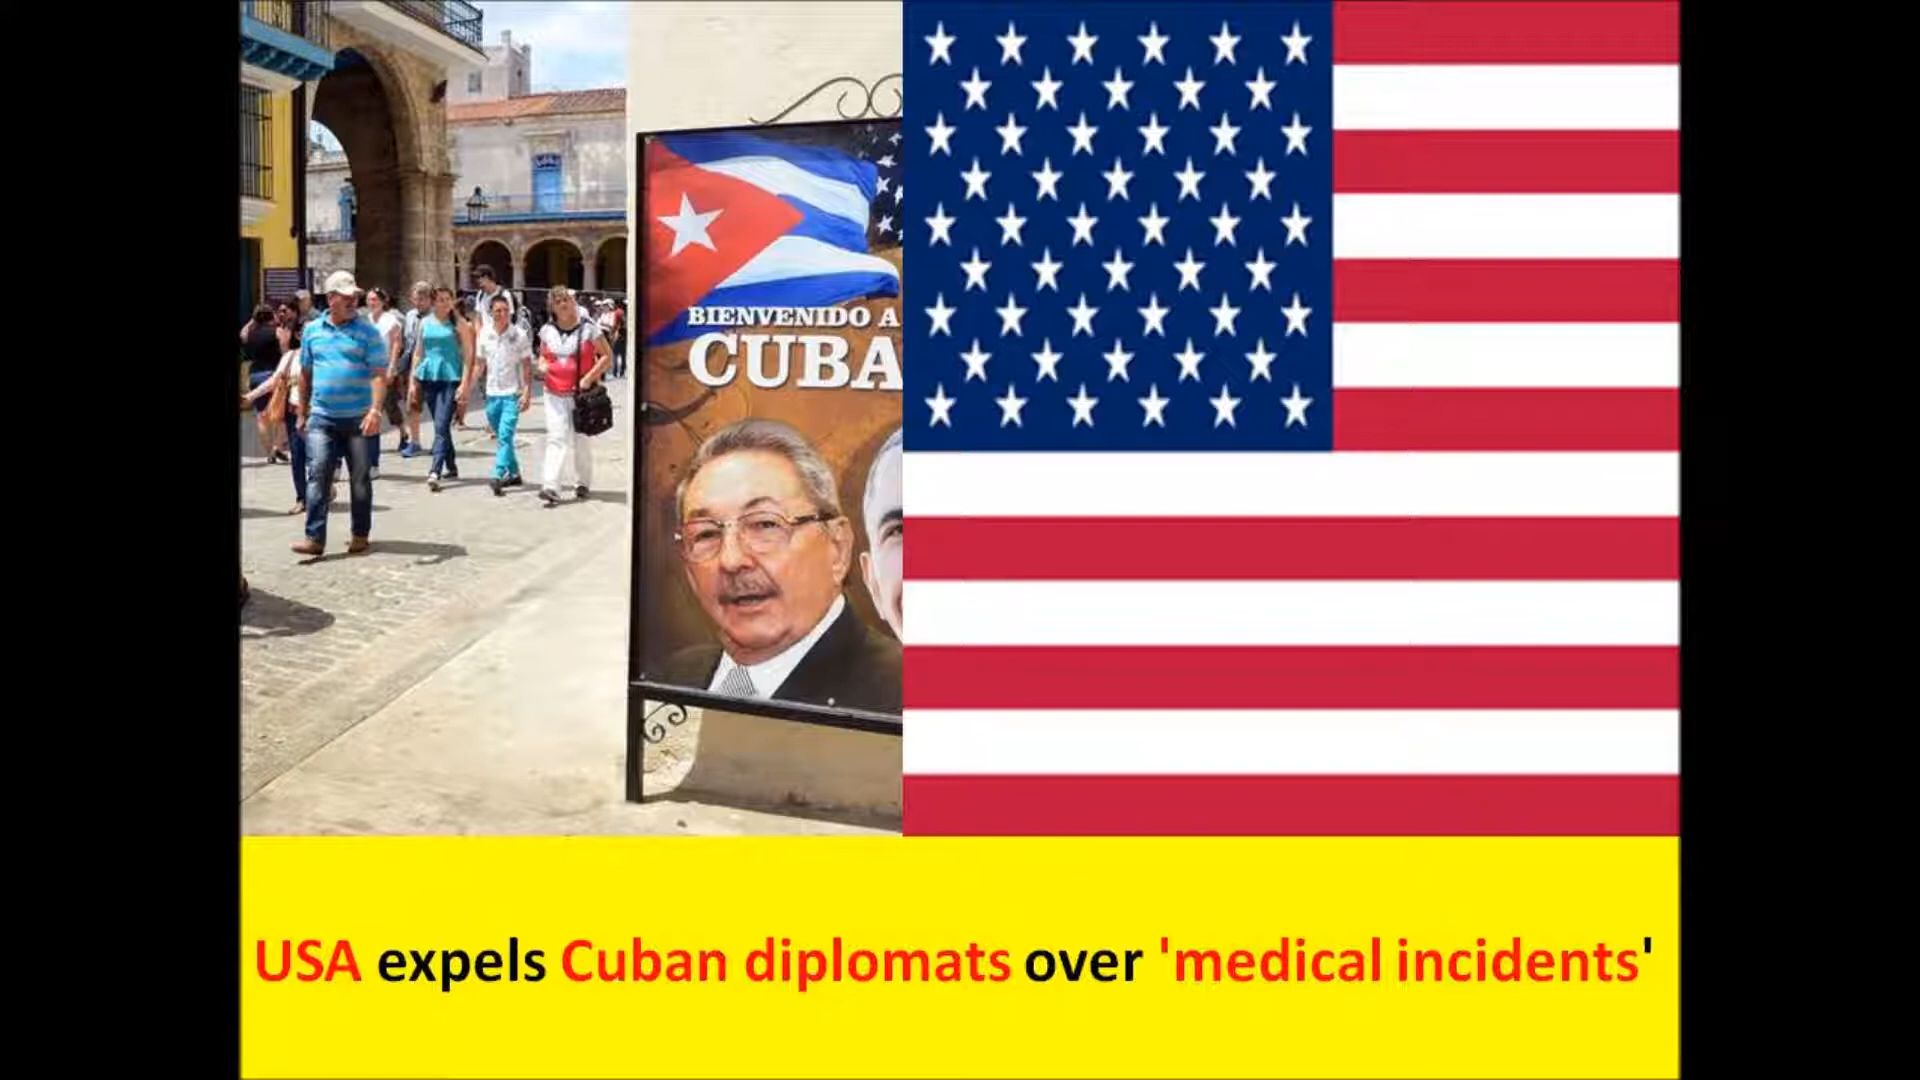 BIENVENIDO A
CUBA
USA expels Cuban diplomats over 'medical incidents'